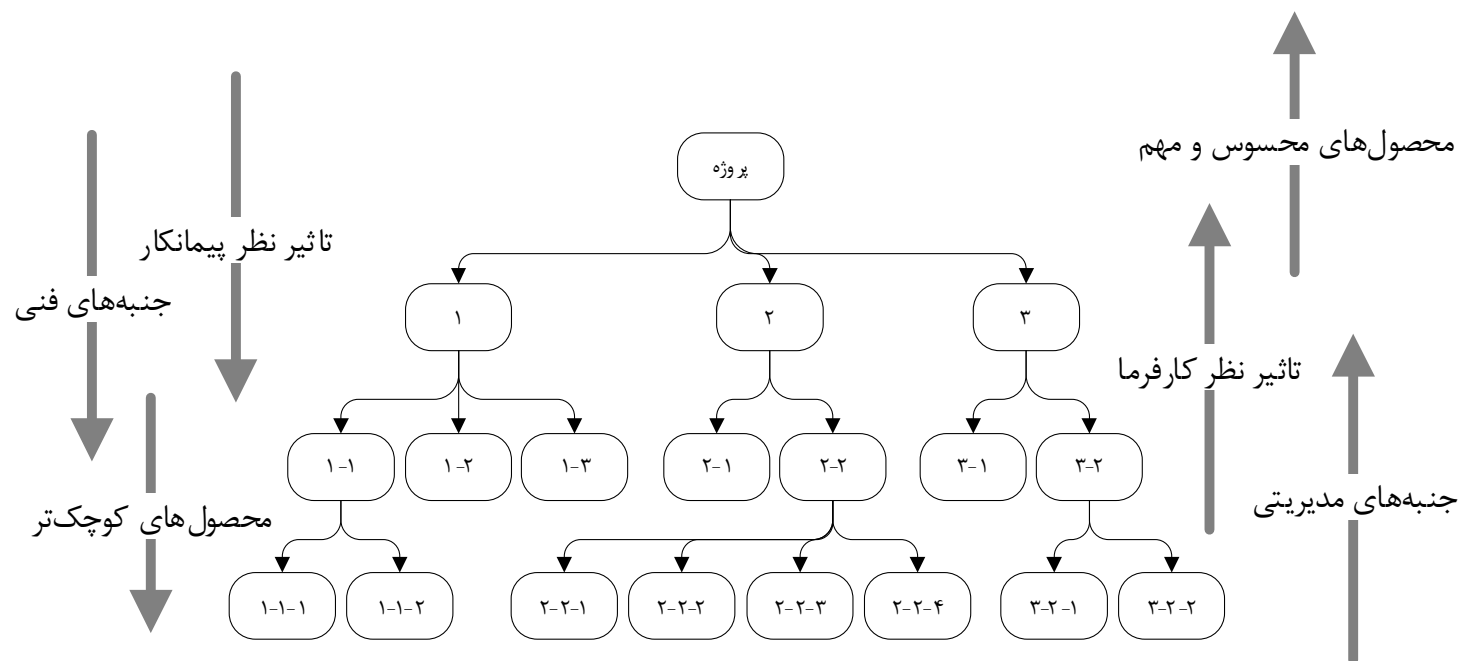 محصول‌های محسوس و مهم
پروژه
تاثیر نظر پیمانکار
جنبه‌های فنی
۱
۲
۳
تاثیر نظر کارفرما
۱-۱
۱-۲
۱-۳
۲-۱
۲-۲
۳-۱
۳-۲
جنبه‌های مدیریتی
محصول‌های کوچک‌تر
۱-۱-۱
۱-۱-۲
۲-۲-۱
۲-۲-۲
۲-۲-۳
۲-۲-۴
۳-۲-۱
۳-۲-۲